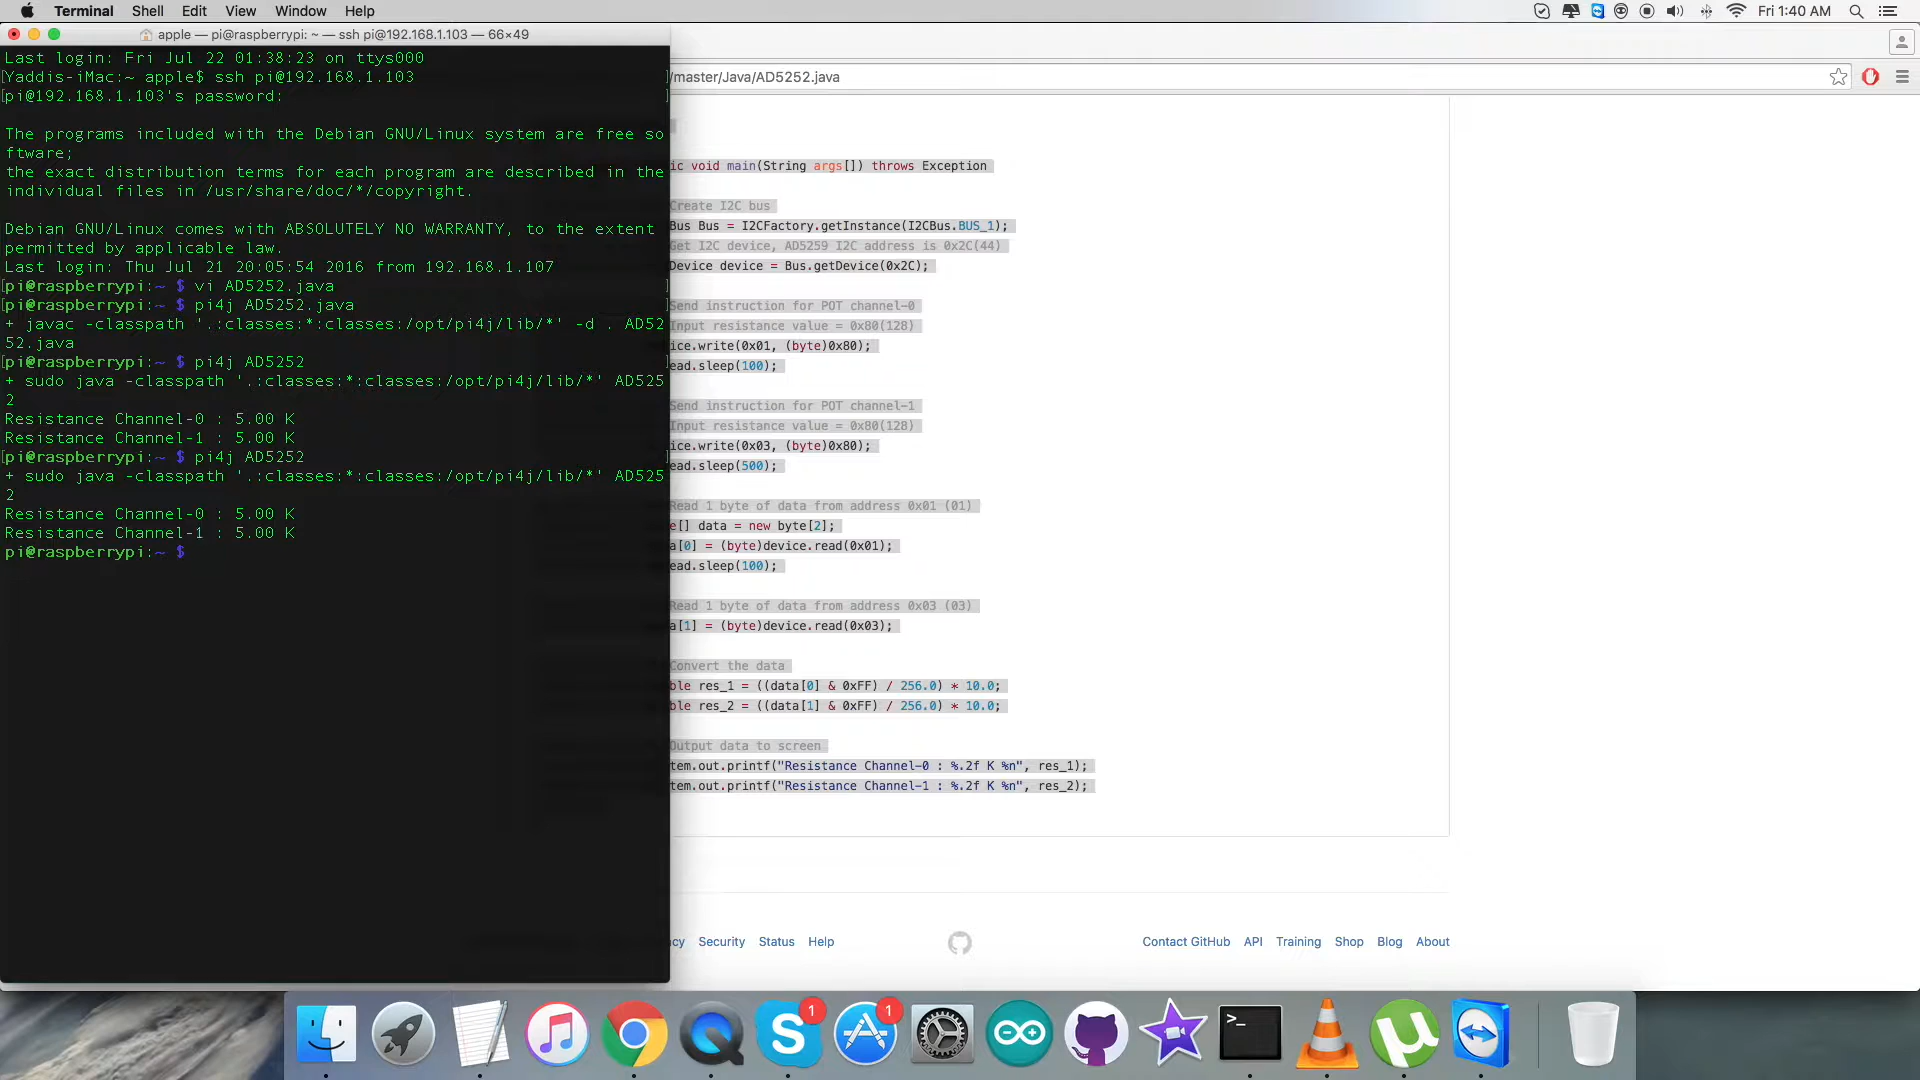 Terminal Shell Edit View Window Help Fri 1:40 AM
apple — pi@raspberrypi: ~ — ssh pi@192.168.1.103 — 66×49
Last login: Fri Jul 22 01:38:23 on ttys000
[Yaddis-iMac:~ apple$ ssh pi@192.168.1.103 ]
[pi@192.168.1.103's password: ]
The programs included with the Debian GNU/Linux system are free so
ftware;
the exact distribution terms for each program are described in the
individual files in /usr/share/doc/*/copyright.
Debian GNU/Linux comes with ABSOLUTELY NO WARRANTY, to the extent
permitted by applicable law.
Last login: Thu Jul 21 20:05:54 2016 from 192.168.1.107
[pi@raspberrypi:~ $ vi AD5252.java ]
[pi@raspberrypi:~ $ pi4j AD5252.java ]
+ javac -classpath '.:classes:*:classes:/opt/pi4j/lib/*' -d . AD52
52.java
[pi@raspberrypi:~ $ pi4j AD5252 ]
+ sudo java -classpath '.:classes:*:classes:/opt/pi4j/lib/*' AD525
2
Resistance Channel-0 : 5.00 K
Resistance Channel-1 : 5.00 K
[pi@raspberrypi:~ $ pi4j AD5252 ]
+ sudo java -classpath '.:classes:*:classes:/opt/pi4j/lib/*' AD525
2
Resistance Channel-0 : 5.00 K
Resistance Channel-1 : 5.00 K
pi@raspberrypi:~ $
/master/Java/AD5252.java
ic void main(String args[]) throws Exception
Create I2C bus
Bus Bus = I2CFactory.getInstance(I2CBus.BUS_1);
Get I2C device, AD5259 I2C address is 0x2C(44)
Device device = Bus.getDevice(0x2C);
Send instruction for POT channel-0
Input resistance value = 0x80(128)
ice.write(0x01, (byte)0x80);
ead.sleep(100);
Send instruction for POT channel-1
Input resistance value = 0x80(128)
ice.write(0x03, (byte)0x80);
ead.sleep(500);
Read 1 byte of data from address 0x01 (01)
e[] data = new byte[2];
a[0] = (byte)device.read(0x01);
ead.sleep(100);
Read 1 byte of data from address 0x03 (03)
a[1] = (byte)device.read(0x03);
Convert the data
ble res_1 = ((data[0] & 0xFF) / 256.0) * 10.0;
ble res_2 = ((data[1] & 0xFF) / 256.0) * 10.0;
Output data to screen
tem.out.printf("Resistance Channel-0 : %.2f K %n", res_1);
tem.out.printf("Resistance Channel-1 : %.2f K %n", res_2);
cy Security Status Help Contact GitHub API Training Shop Blog About
1 1